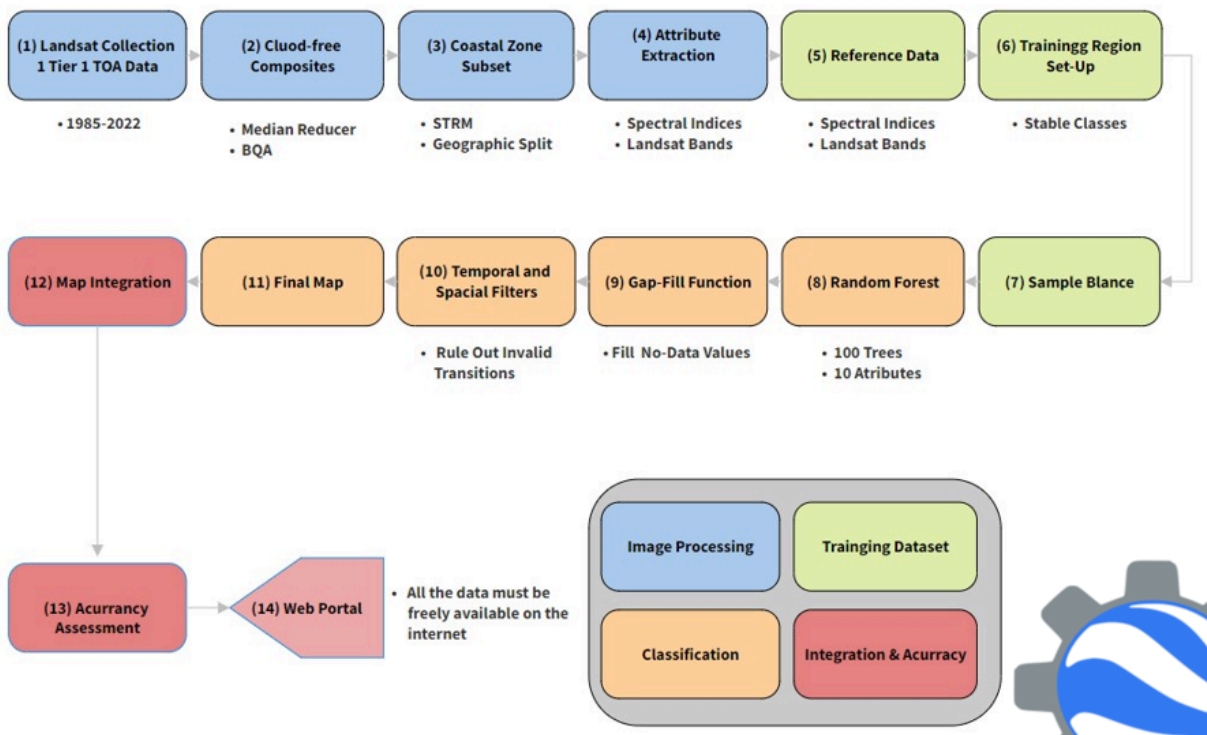 (1) Landsat Collection
1 Tier 1 TOA Data
• 1985-2022
(2) Cluod-free
Composites
• Median Reducer
• BQA
(3) Coastal Zone
Subset
• STRM
• Geographic Split
(4) Attribute
Extraction
• Spectral Indices
• Landsat Bands
(5) Reference Data
• Spectral Indices
• Landsat Bands
(6) Trainingg Region
Set-Up
• Stable Classes
(7) Sample Blance
(8) Random Forest
• 100 Trees
• 10 Atributes
(9) Gap-Fill Function
• Fill No-Data Values
(10) Temporal and
Spacial Filters
• Rule Out Invalid
Transitions
(11) Final Map
(12) Map Integration
(13) Acurrancy
Assessment
(14) Web Portal
• All the data must be
freely available on the
internet
Image Processing
Trainging Dataset
Classification
Integration & Acurracy